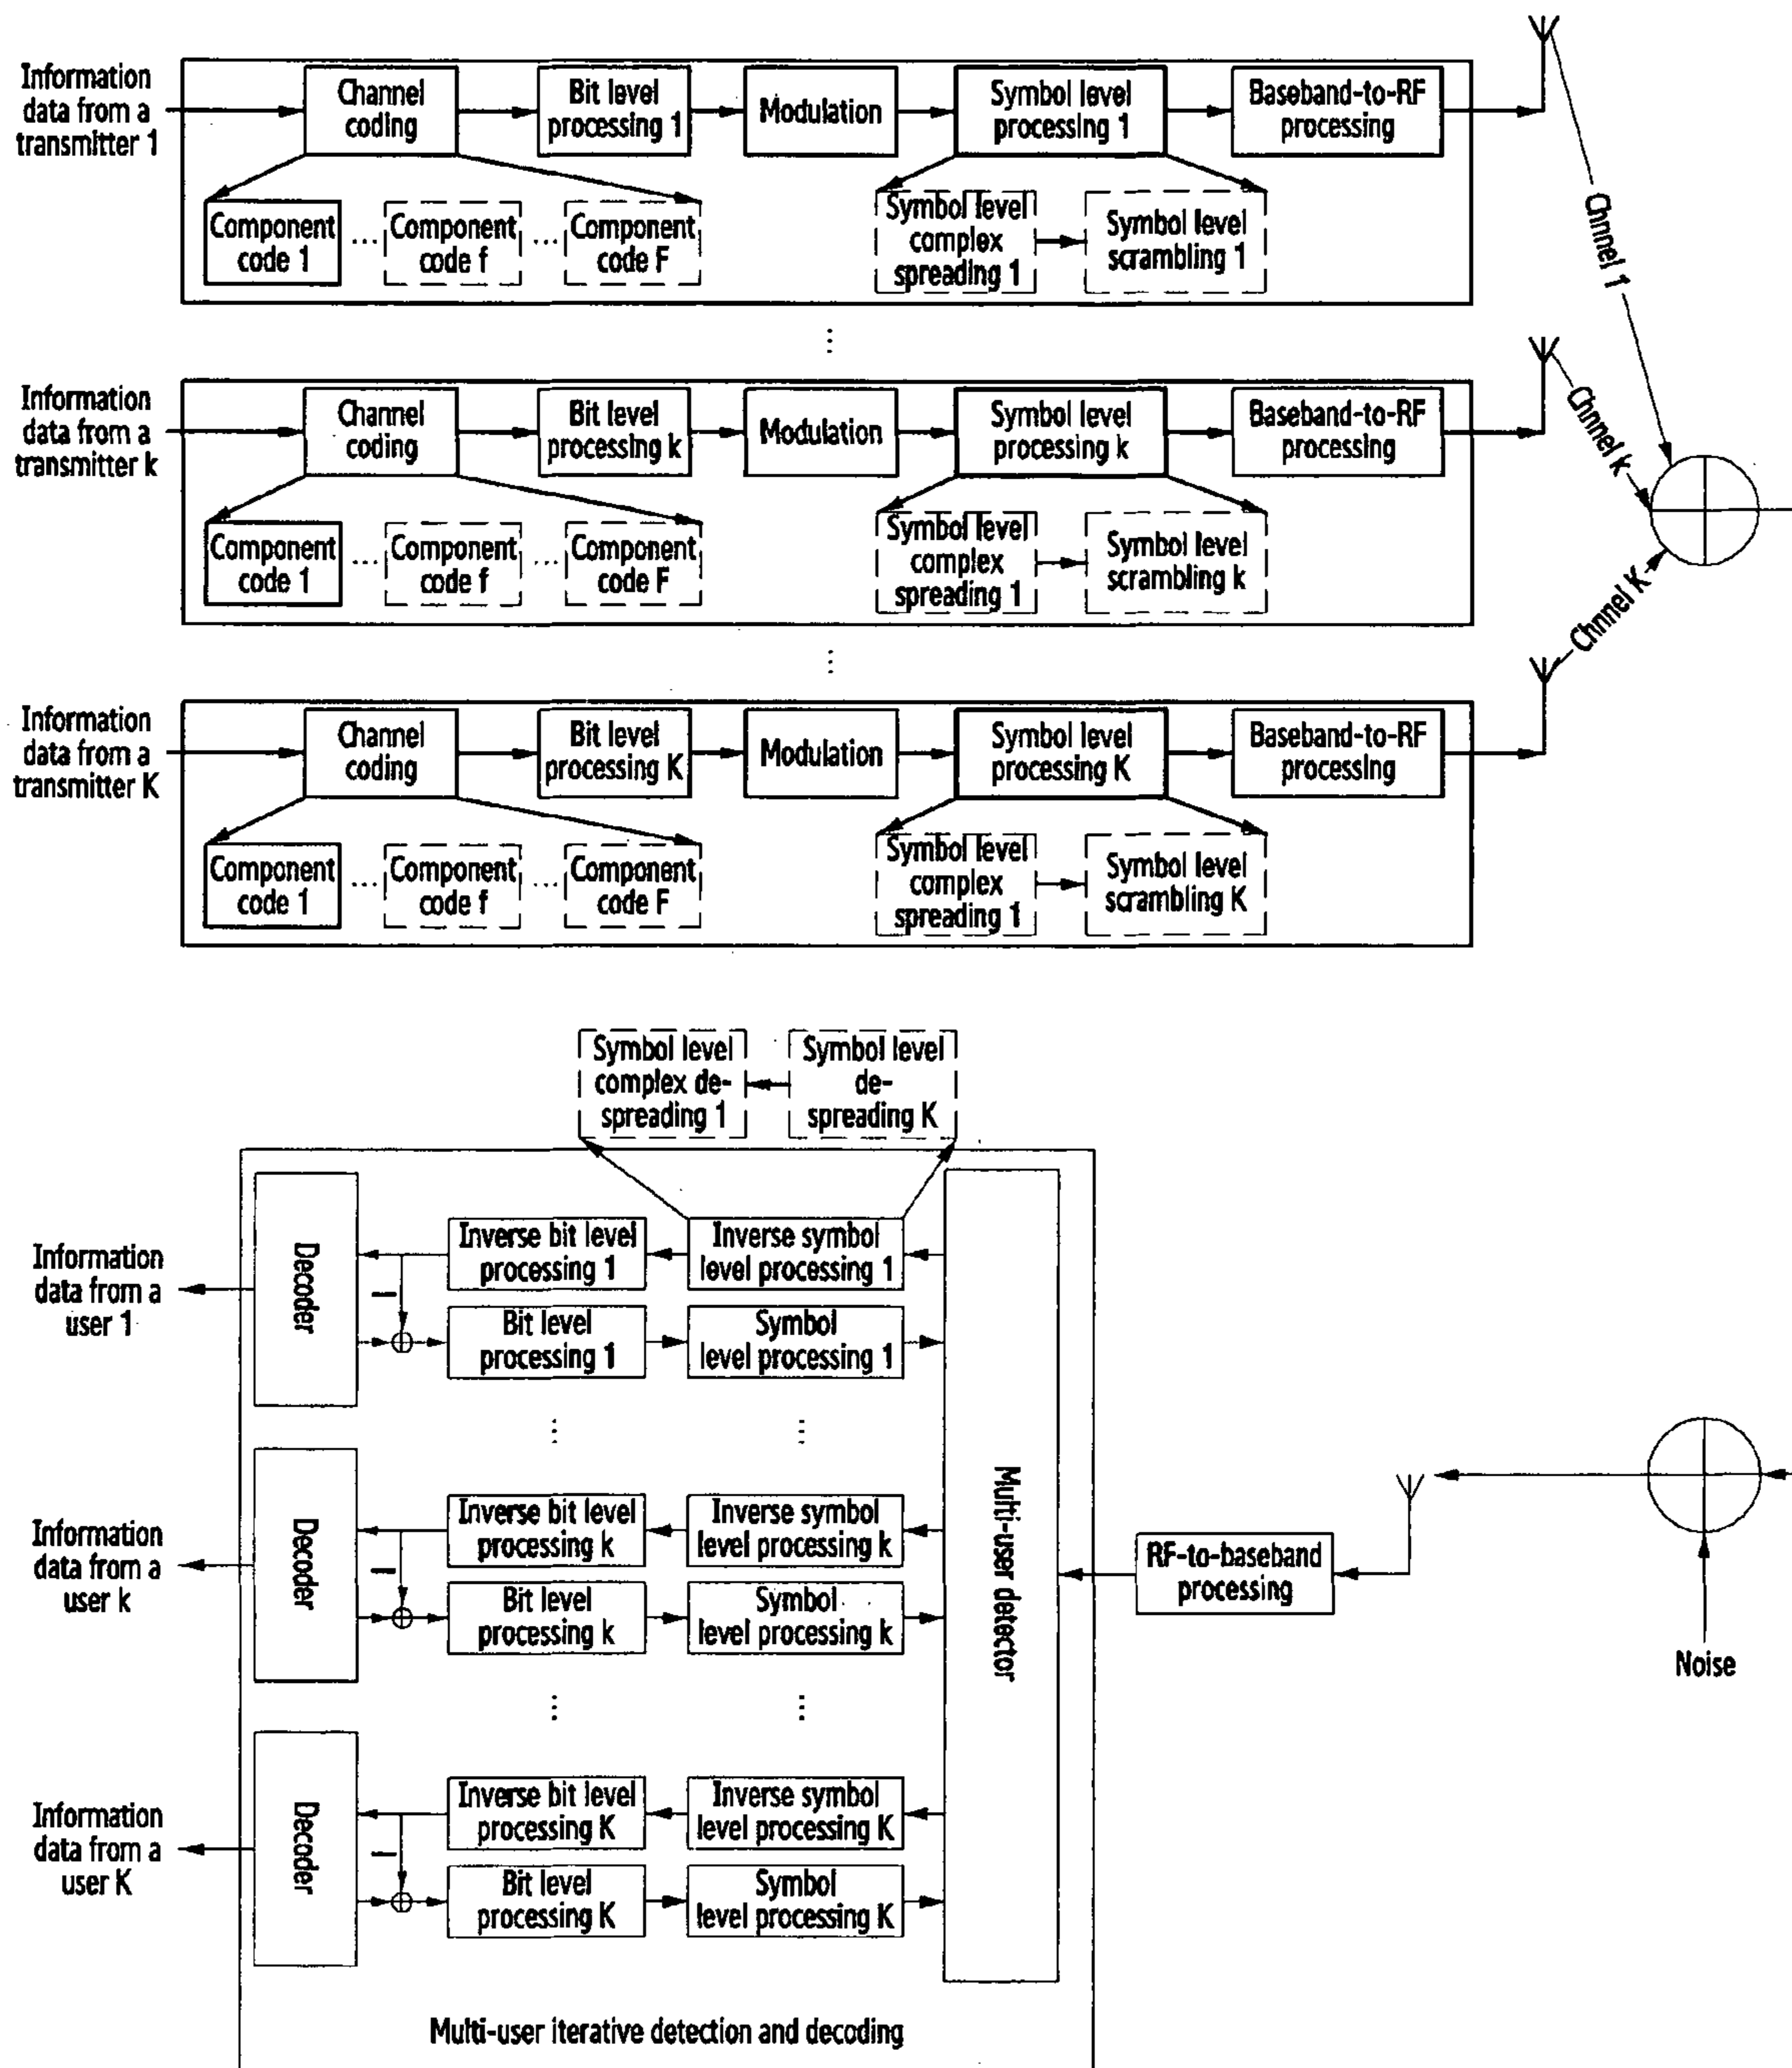 Information
data from a
transmitter 1
Channel
coding
Bit level
processing 1
Modulation
Symbol level
processing 1
Baseband-to-RF
processing
Component
code 1
...
Component
code f
...
Component
code F
Symbol level
complex
spreading 1
Symbol level
scrambling 1
Chnnel 1
...
Information
data from a
transmitter k
Channel
coding
Bit level
processing k
Modulation
Symbol level
processing k
Baseband-to-RF
processing
Component
code 1
...
Component
code f
...
Component
code F
Symbol level
complex
spreading 1
Symbol level
scrambling k
Chnnel k
...
Information
data from a
transmitter K
Channel
coding
Bit level
processing K
Modulation
Symbol level
processing K
Baseband-to-RF
processing
Component
code 1
...
Component
code f
...
Component
code F
Symbol level
complex
spreading 1
Symbol level
scrambling K
Chnnel K
Symbol level
complex de-
spreading 1
Symbol level
de-
spreading K
Information
data from a
user 1
Decoder
Inverse bit level
processing 1
Inverse symbol
level processing 1
Bit level
processing 1
Symbol
level processing 1
...
...
Information
data from a
user k
Decoder
Inverse bit level
processing k
Inverse symbol
level processing k
Bit level
processing k
Symbol
level processing k
...
...
Information
data from a
user K
Decoder
Inverse bit level
processing K
Inverse symbol
level processing K
Bit level
processing K
Symbol
level processing K
Multi-user detector
RF-to-baseband
processing
Noise
Multi-user iterative detection and decoding